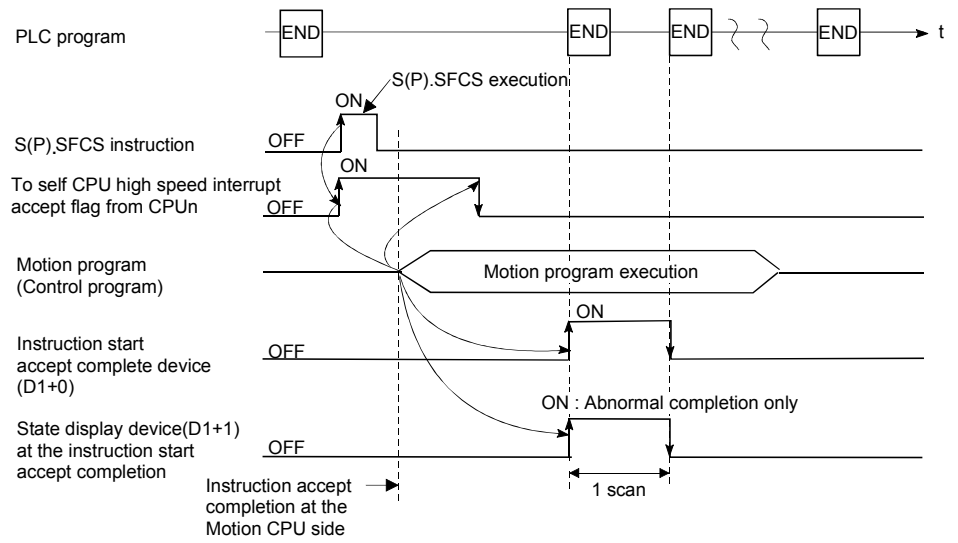 PLC program
END
END
END
END
t
S(P).SFCS execution
ON
S(P).SFCS instruction
OFF
ON
To self CPU high speed interrupt
accept flag from CPUn
OFF
Motion program
(Control program)
Motion program execution
ON
Instruction start
accept complete device
(D1+0)
OFF
ON : Abnormal completion only
State display device(D1+1)
at the instruction start
accept completion
OFF
Instruction accept
completion at the
Motion CPU side
1 scan